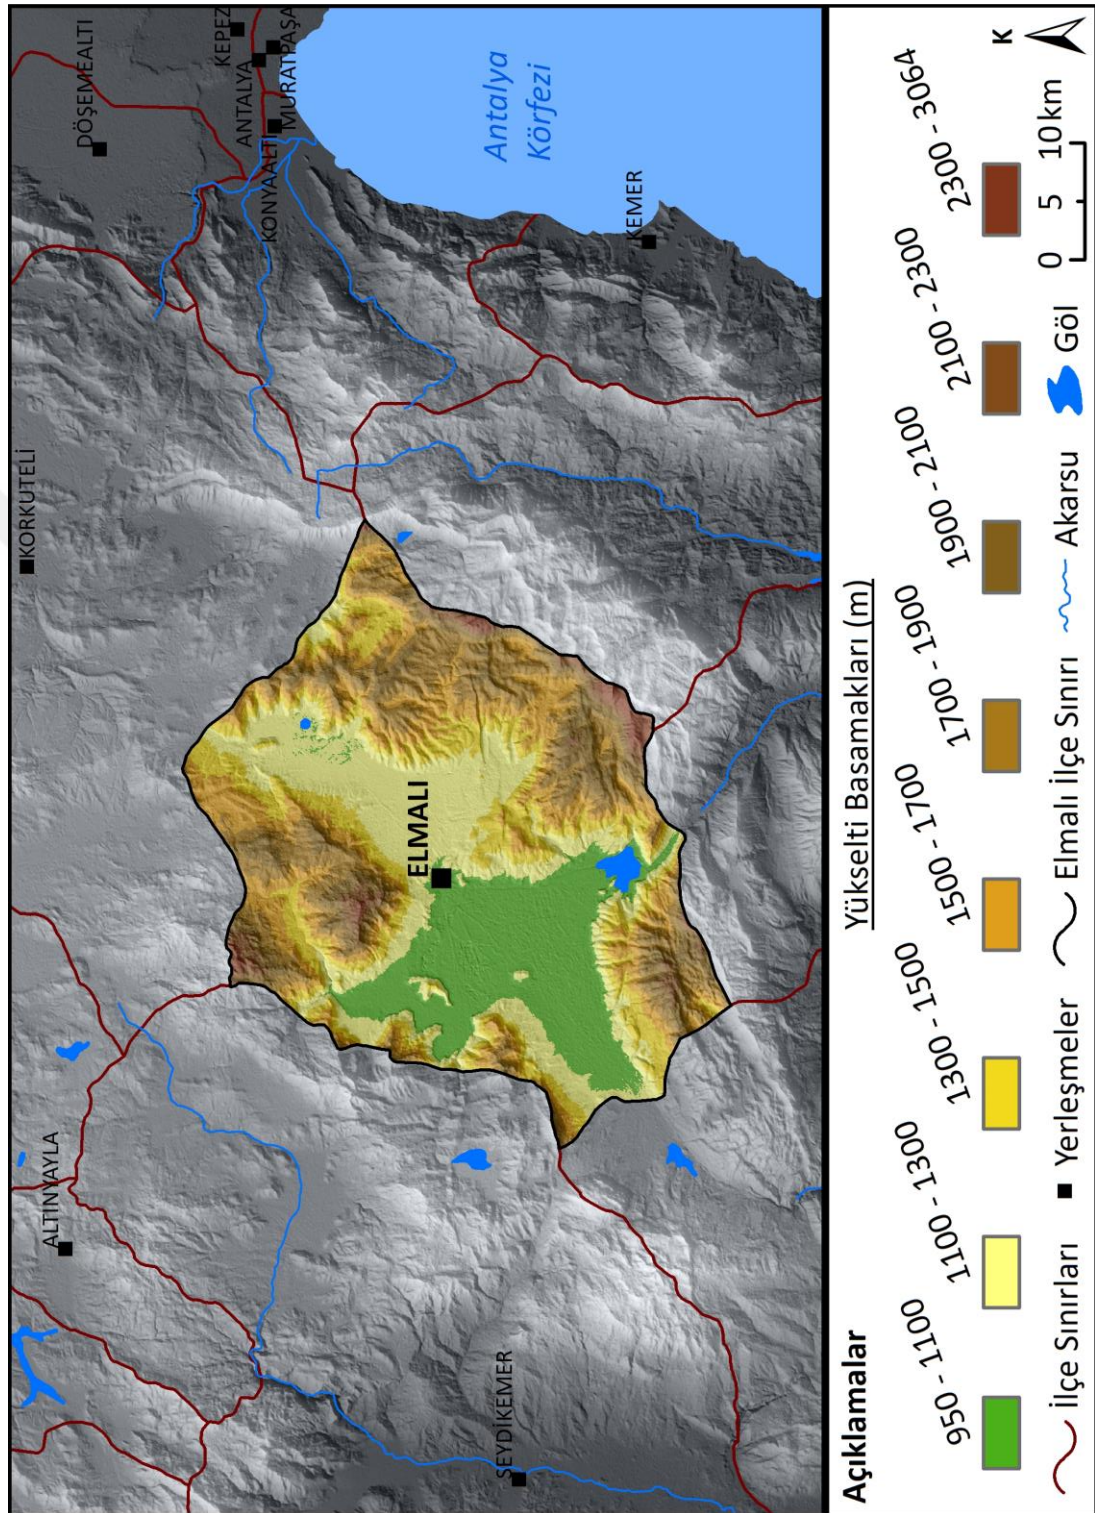 KORKUTELİ
DÖŞEMEALTI
KEPEZ
ANTALYA
MURATPAŞA
KONYAALTI
ALTINYAYLA
ELMALI
Antalya
Körfezi
KEMER
SEYDİKEMER
Açıklamalar
Yükselti Basamakları (m)
950 - 1100
1100 - 1300
1300 - 1500
1500 - 1700
1700 - 1900
1900 - 2100
2100 - 2300
2300 - 3064
K
İlçe Sınırları
Yerleşmeler
Elmalı İlçe Sınırı
Akarsu
Göl
0 5 10km